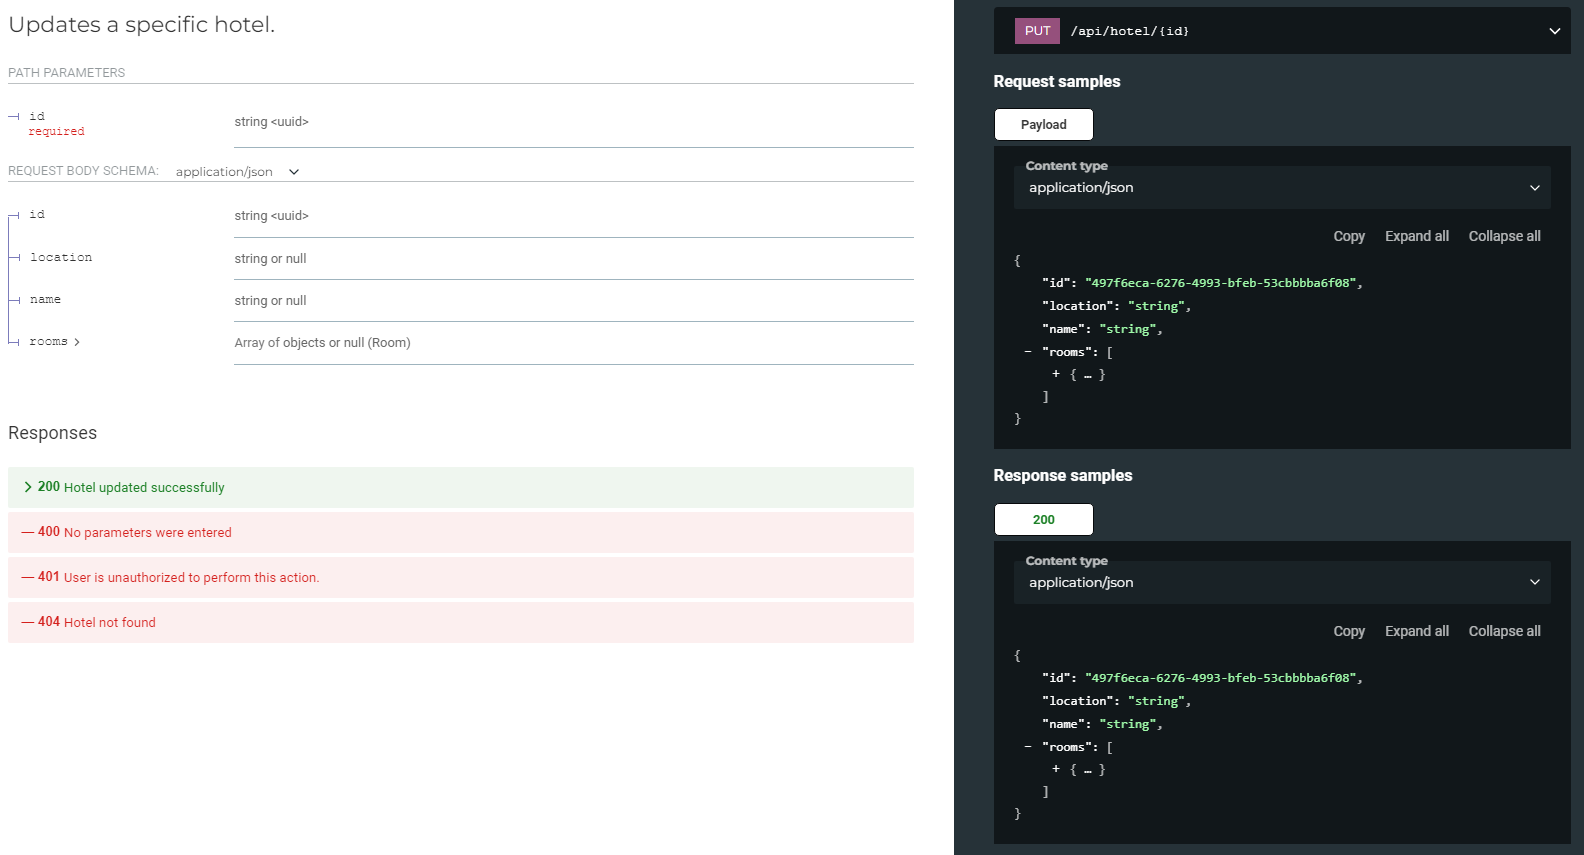 Updates a specific hotel.
PATH PARAMETERS
id
required
string <uuid>
REQUEST BODY SCHEMA: application/json
id string <uuid>
location string or null
name string or null
rooms Array of objects or null (Room)
Responses
200 Hotel updated successfully
— 400 No parameters were entered
— 401 User is unauthorized to perform this action.
— 404 Hotel not found
PUT /api/hotel/{id}
Request samples
Payload
Content type
application/json
Copy Expand all Collapse all
{
"id": "497f6eca-6276-4993-bfeb-53cbbbba6f08",
"location": "string",
"name": "string",
− "rooms": [
+ { … }
]
}
Response samples
200
Content type
application/json
Copy Expand all Collapse all
{
"id": "497f6eca-6276-4993-bfeb-53cbbbba6f08",
"location": "string",
"name": "string",
− "rooms": [
+ { … }
]
}